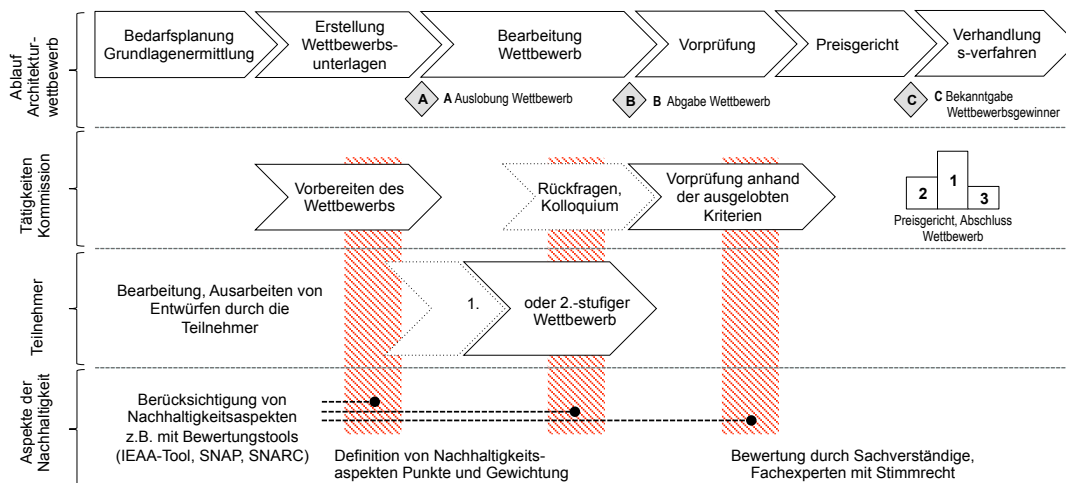 Ablauf
Architektur-
wettbewerb
Bedarfsplanung
Grundlagenermittlung
Erstellung
Wettbewerbs-
unterlagen
Bearbeitung
Wettbewerb
Vorprüfung
Preisgericht
Verhandlung
s-verfahren
A
A Auslobung Wettbewerb
B
B Abgabe Wettbewerb
C
C Bekanntgabe
Wettbewerbsgewinner
Tätigkeiten
Kommission
Vorbereiten des
Wettbewerbs
Rückfragen,
Kolloquium
Vorprüfung anhand
der ausgelobten
Kriterien
2
1
3
Preisgericht, Abschluss
Wettbewerb
Teilnehmer
Bearbeitung, Ausarbeiten von
Entwürfen durch die
Teilnehmer
1.
oder 2.-stufiger
Wettbewerb
Aspekte der
Nachhaltigkeit
Berücksichtigung von
Nachhaltigkeitsaspekten
z.B. mit Bewertungstools
(IEAA-Tool, SNAP, SNARC)
Definition von Nachhaltigkeits-
aspekten Punkte und Gewichtung
Bewertung durch Sachverständige,
Fachexperten mit Stimmrecht